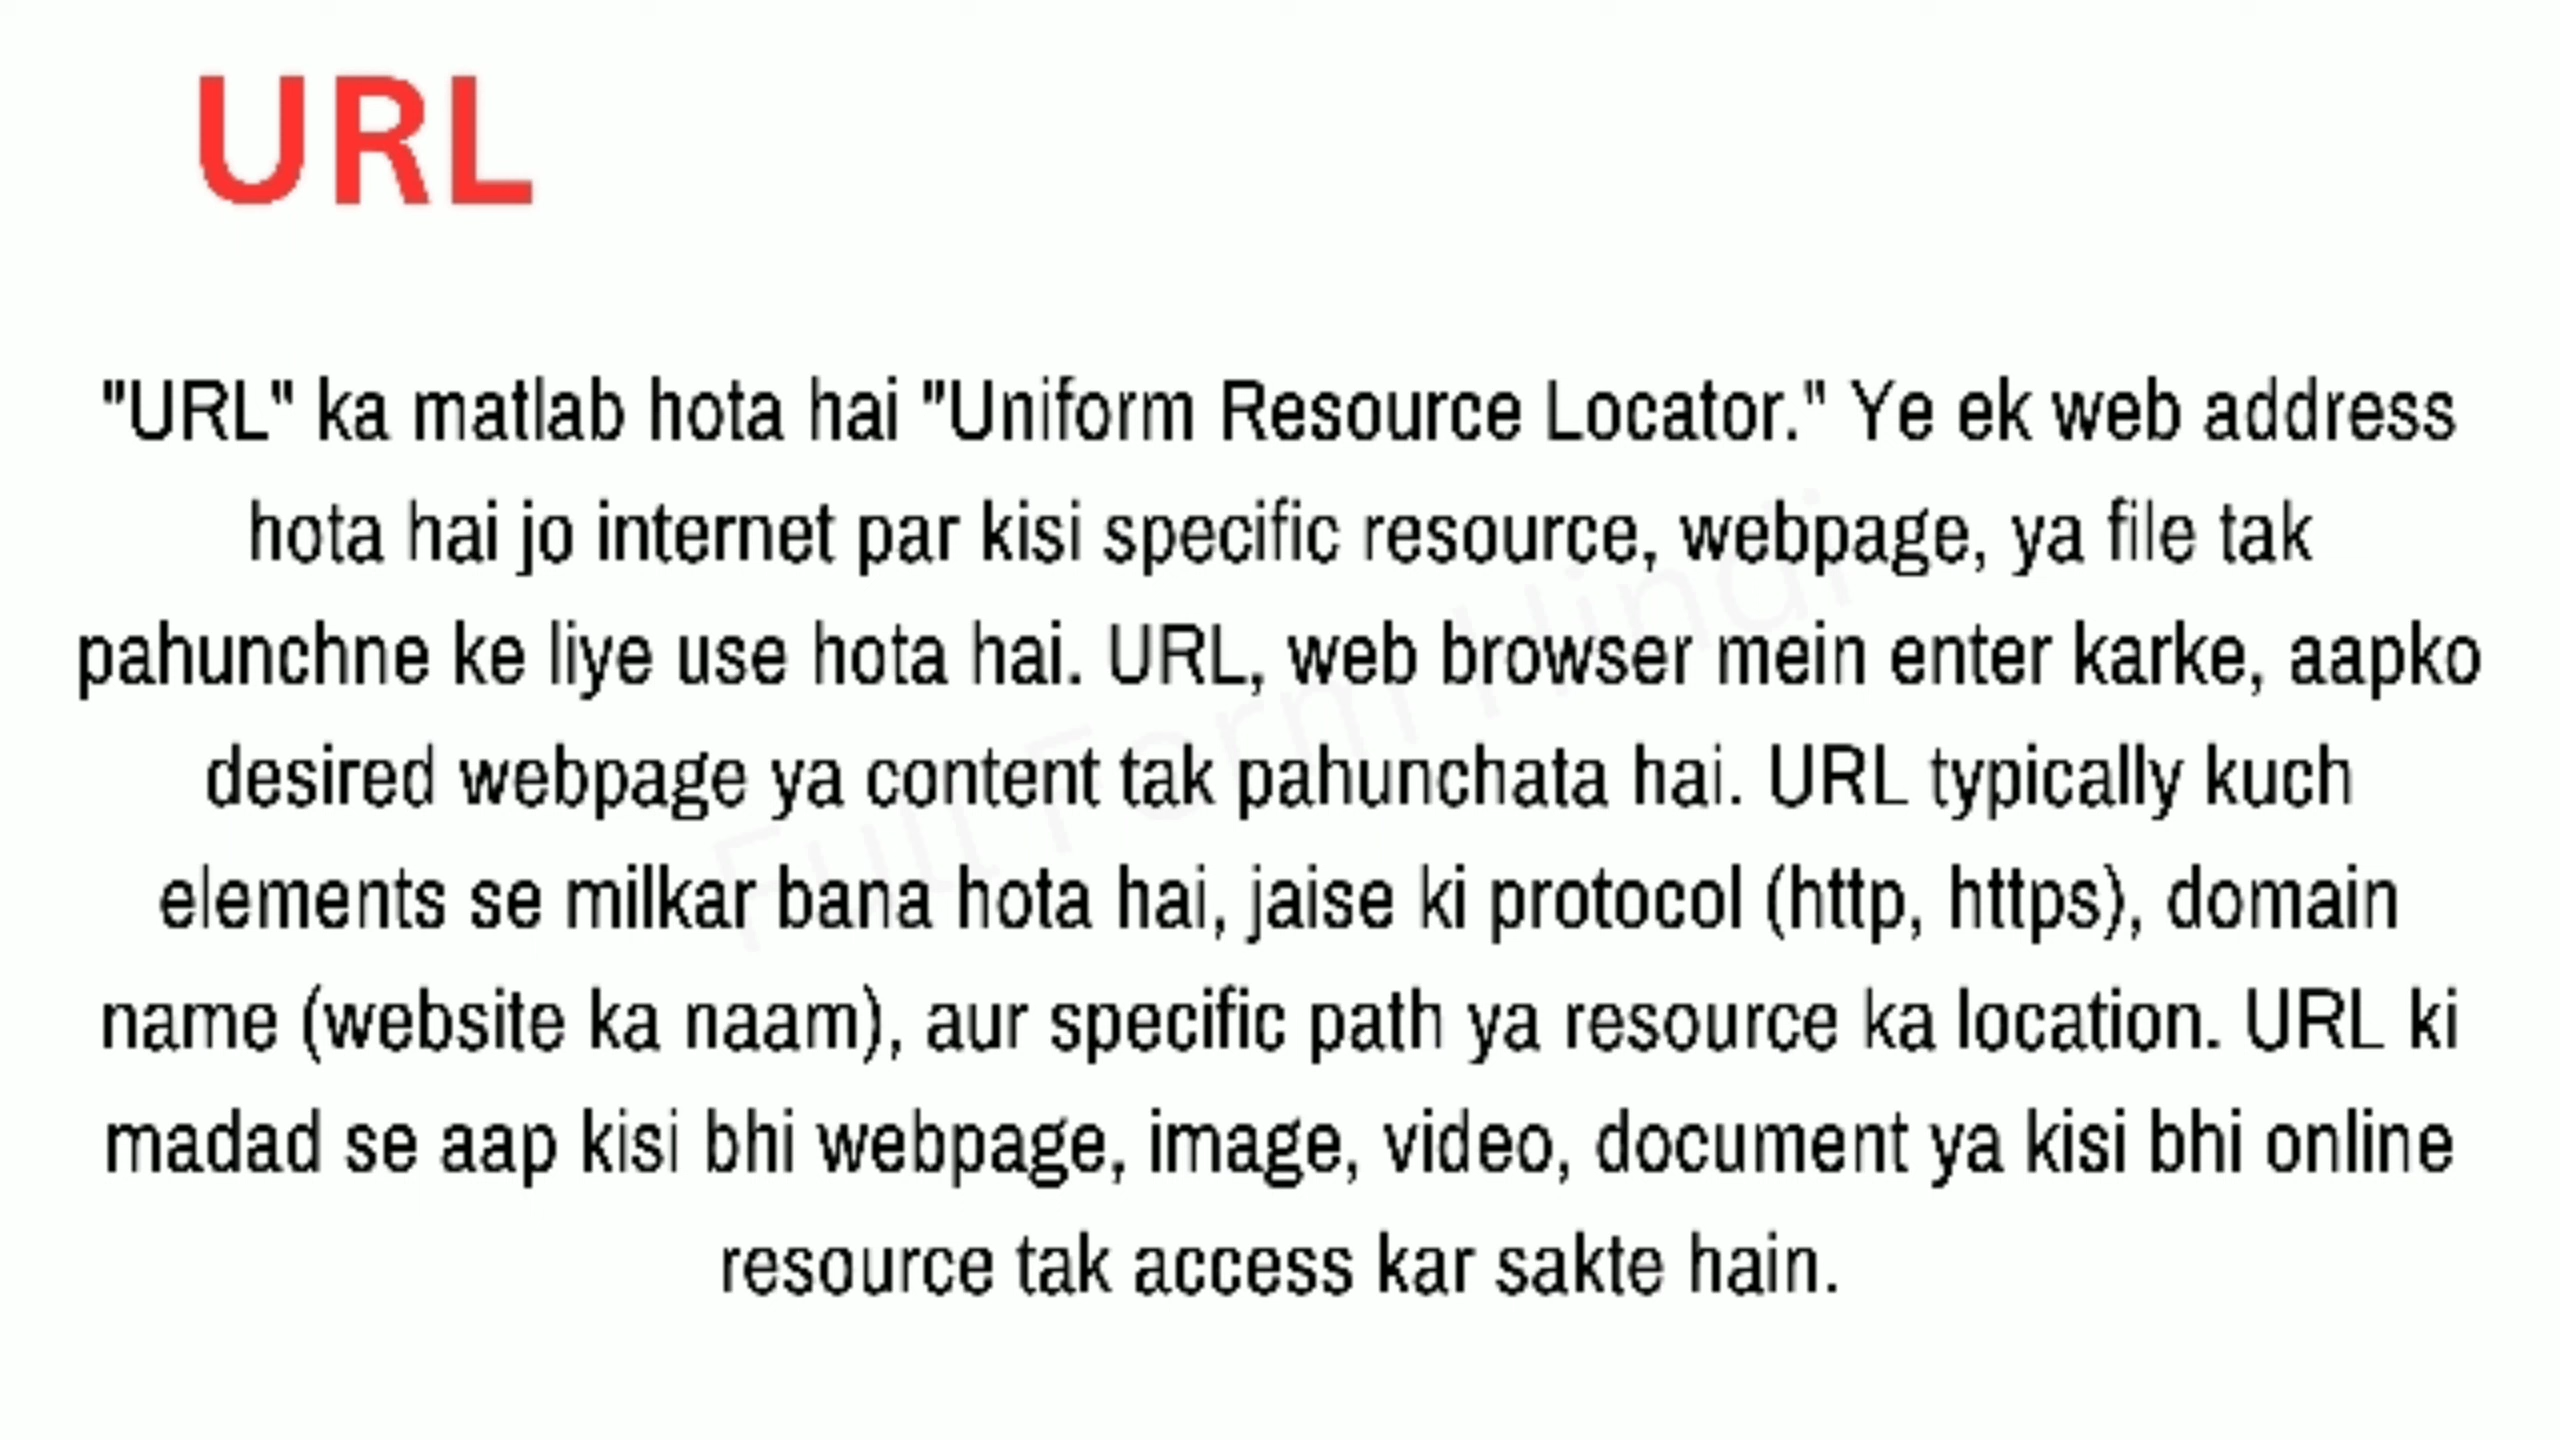 URL
"URL" ka matlab hota hai "Uniform Resource Locator." Ye ek web address
hota hai jo internet par kisi specific resource, webpage, ya file tak
pahunchne ke liye use hota hai. URL, web browser mein enter karke, aapko
desired webpage ya content tak pahunchata hai. URL typically kuch
elements se milkar bana hota hai, jaise ki protocol (http, https), domain
name (website ka naam), aur specific path ya resource ka location. URL ki
madad se aap kisi bhi webpage, image, video, document ya kisi bhi online
resource tak access kar sakte hain.
Full Form Hindi